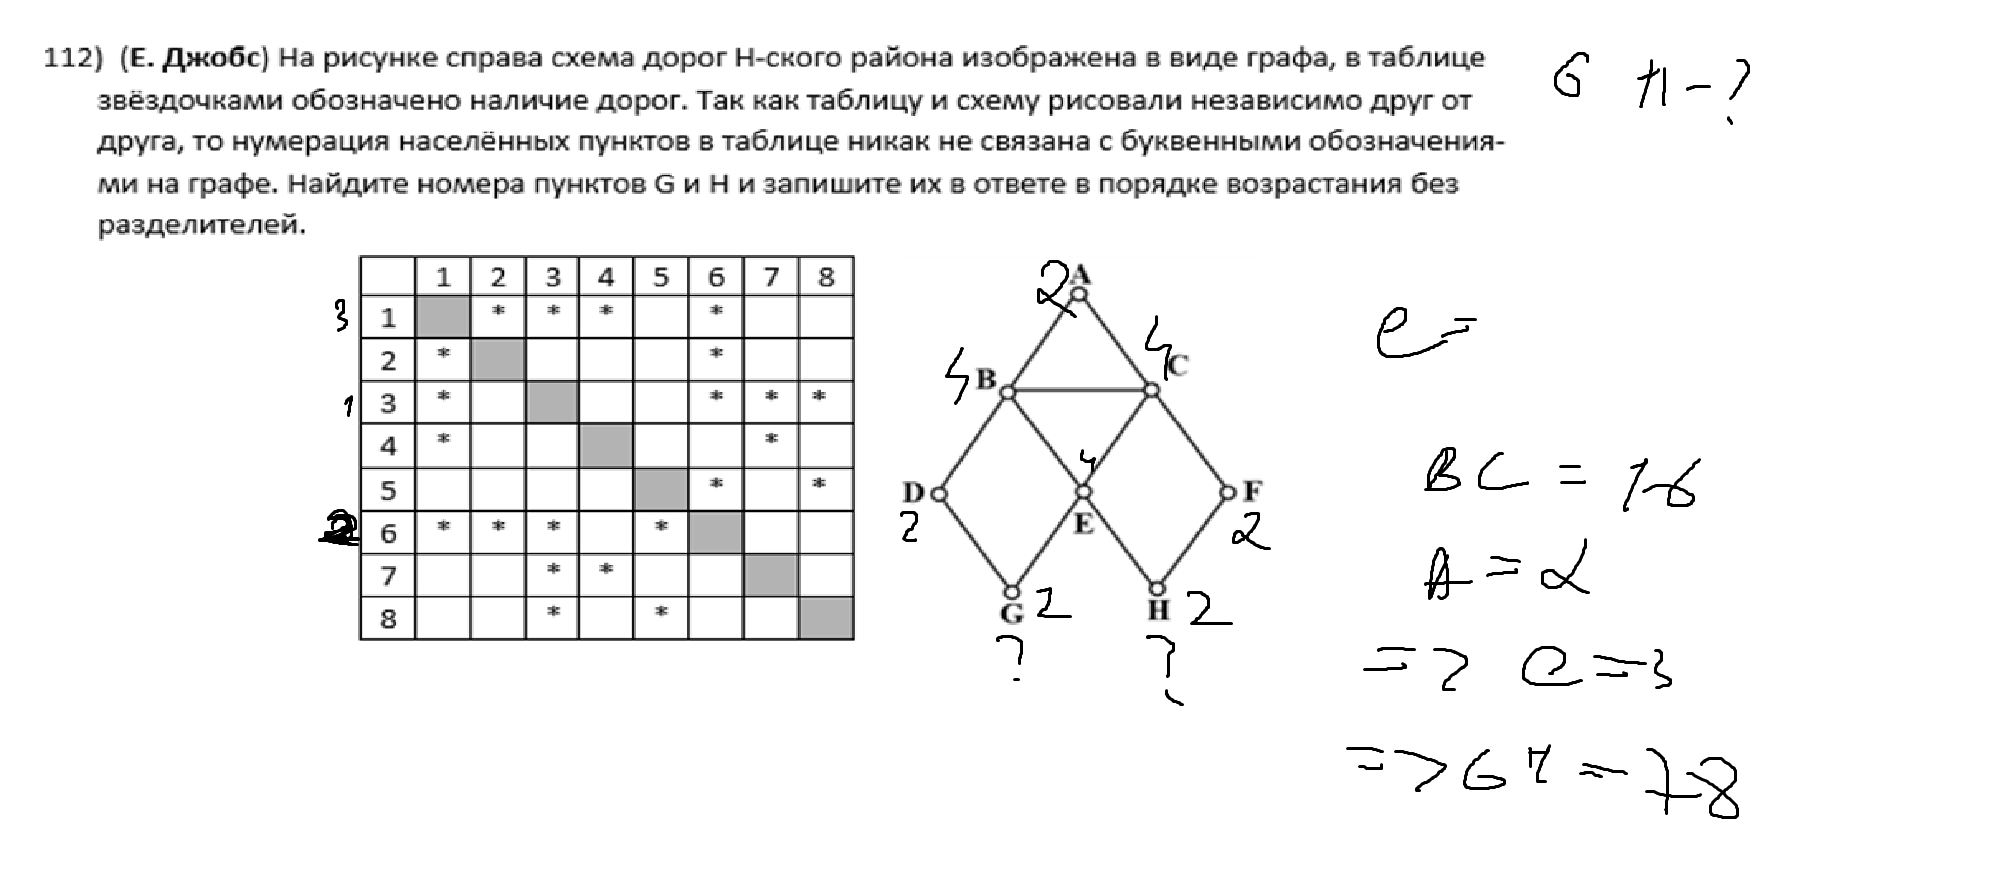 112) (Е. Джобс) На рисунке справа схема дорог Н-ского района изображена в виде графа, в таблице
звёздочками обозначено наличие дорог. Так как таблицу и схему рисовали независимо друг от
друга, то нумерация населённых пунктов в таблице никак не связана с буквенными обозначения-
ми на графе. Найдите номера пунктов G и H и запишите их в ответе в порядке возрастания без
разделителей.
G H - ?
1 2 3 4 5 6 7 8
3 1 * * * *
2 * *
1 3 * * * *
4 * *
5 * *
2 6 * * * *
7 * *
8 * *
2 A
4 B
4 C
D 2
4 E
F 2
G 2 ?
H 2 ?
e =
BC = 1-6
A = 2
=> e = 3
=> G H = 7-8